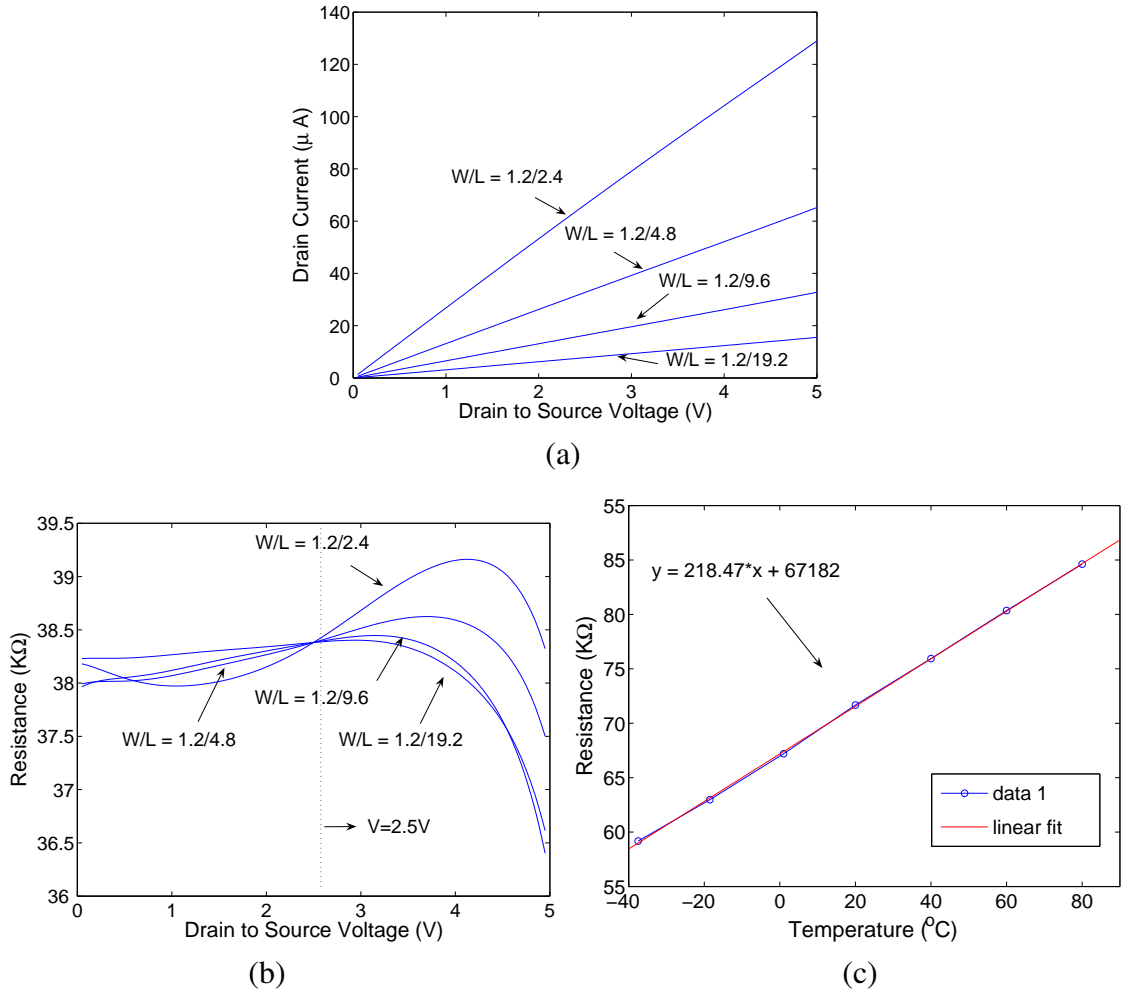 140
120
100
80
60
40
20
0
Drain Current (μ A)
W/L = 1.2/2.4
W/L = 1.2/4.8
W/L = 1.2/9.6
W/L = 1.2/19.2
0 1 2 3 4 5
Drain to Source Voltage (V)
(a)
39.5
39
38.5
38
37.5
37
36.5
36
Resistance (KΩ)
W/L = 1.2/2.4
W/L = 1.2/9.6
W/L = 1.2/4.8
W/L = 1.2/19.2
V=2.5V
0 1 2 3 4 5
Drain to Source Voltage (V)
(b)
55
85
80
75
70
65
60
55
Resistance (KΩ)
y = 218.47*x + 67182
data 1
linear fit
−40 −20 0 20 40 60 80
Temperature (⁰C)
(c)